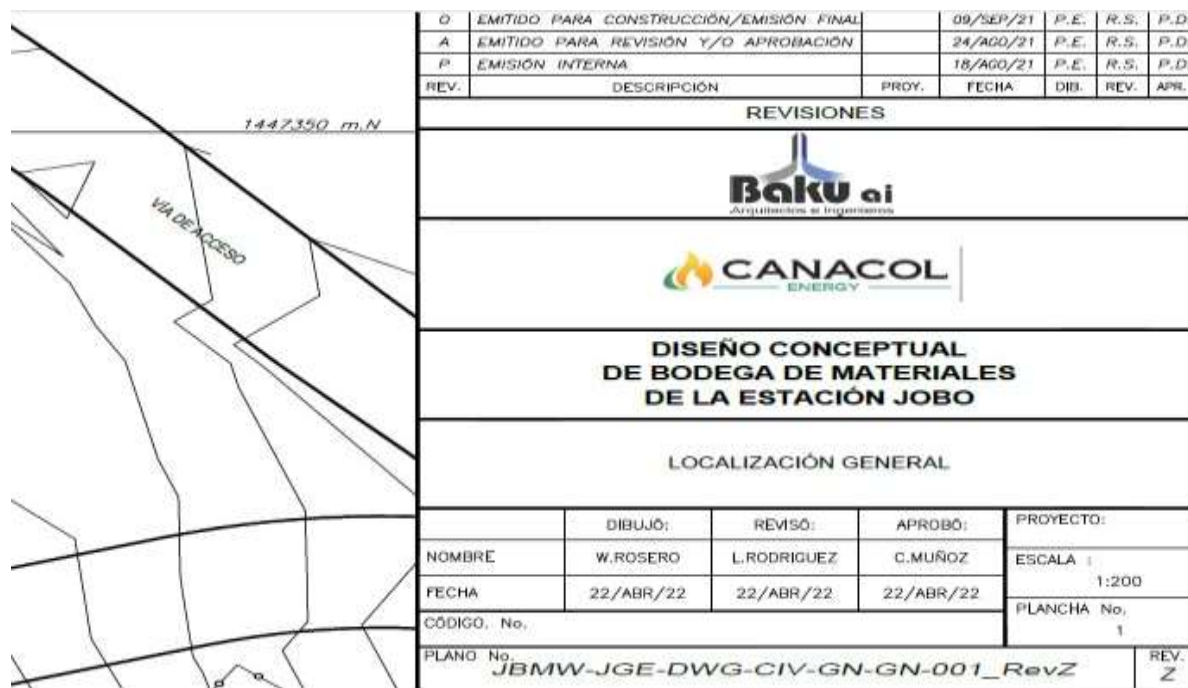 O EMITIDO PARA CONSTRUCCIÓN/EMISIÓN FINAL 09/SEP/21 P.E. R.S. P.D
A EMITIDO PARA REVISIÓN Y/O APROBACIÓN 24/AGO/21 P.E. R.S. P.D
P EMISIÓN INTERNA 18/AGO/21 P.E. R.S. P.D
REV. DESCRIPCIÓN PROY. FECHA DIB. REV. APR.
REVISIONES
1447350 m.N
Baku ai
Arquitectos e Ingenieros
VÍA DE ACCESO
CANACOL
ENERGY
DISEÑO CONCEPTUAL
DE BODEGA DE MATERIALES
DE LA ESTACIÓN JOBO
LOCALIZACIÓN GENERAL
DIBUJÓ: REVISÓ: APROBÓ: PROYECTO:
NOMBRE W.ROSERO L.RODRIGUEZ C.MUÑOZ ESCALA :
1:200
FECHA 22/ABR/22 22/ABR/22 22/ABR/22
PLANCHA No.
1
CÓDIGO. No.
PLANO No. JBMW-JGE-DWG-CIV-GN-GN-001_RevZ REV.
Z